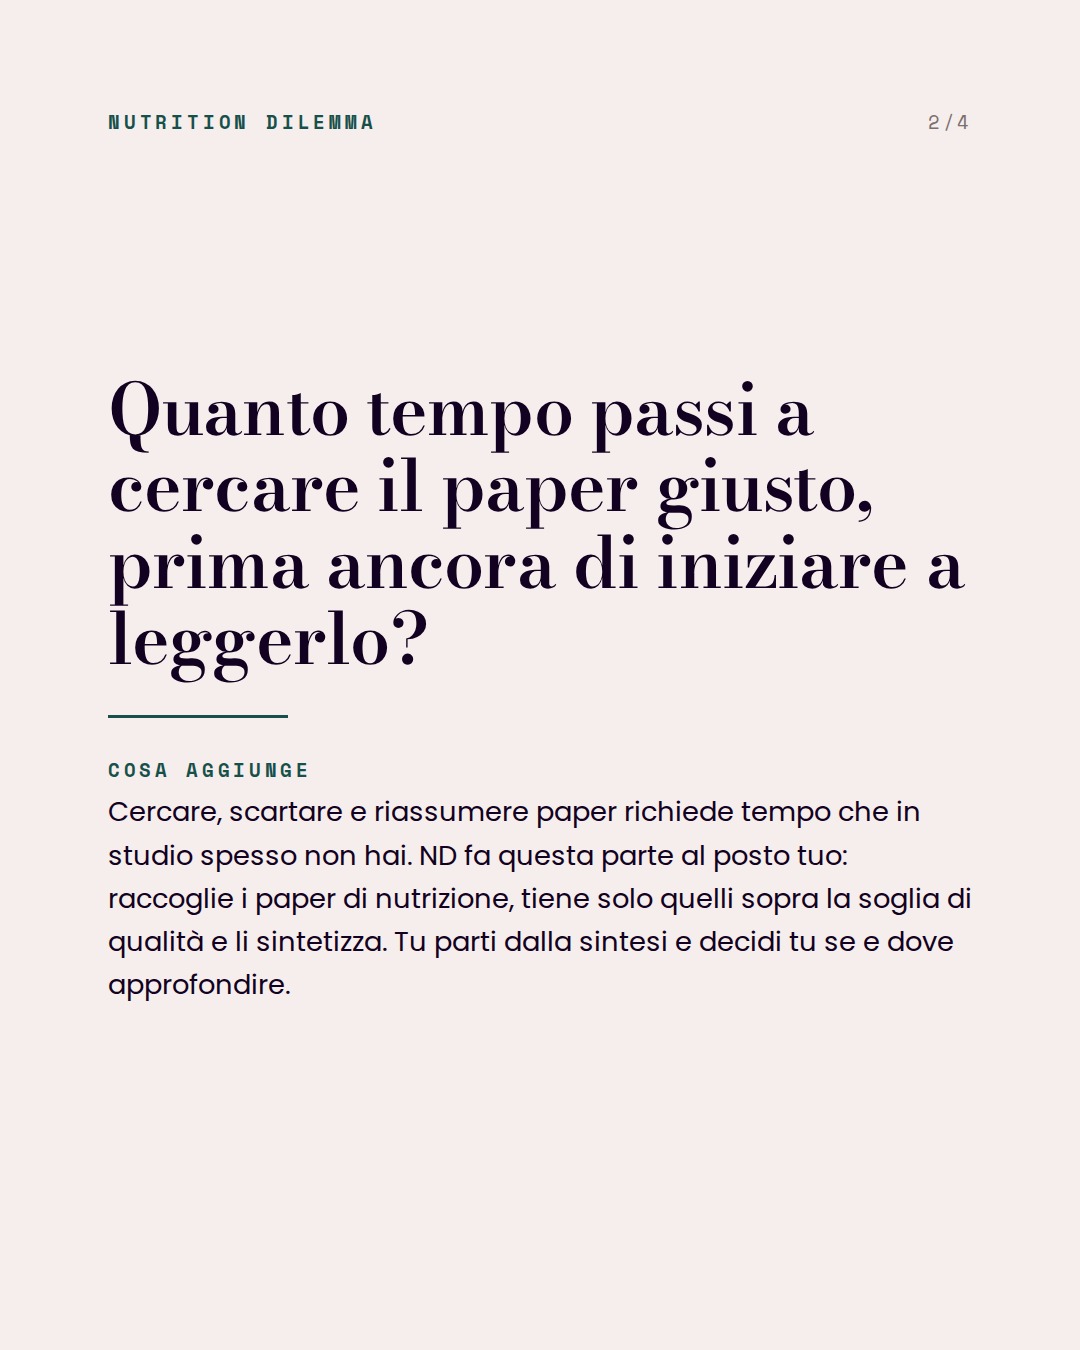 NUTRITION DILEMMA
2/4
Quanto tempo passi a
cercare il paper giusto,
prima ancora di iniziare a
leggerlo?
COSA AGGIUNGE
Cercare, scartare e riassumere paper richiede tempo che in
studio spesso non hai. ND fa questa parte al posto tuo:
raccoglie i paper di nutrizione, tiene solo quelli sopra la soglia di
qualità e li sintetizza. Tu parti dalla sintesi e decidi tu se e dove
approfondire.